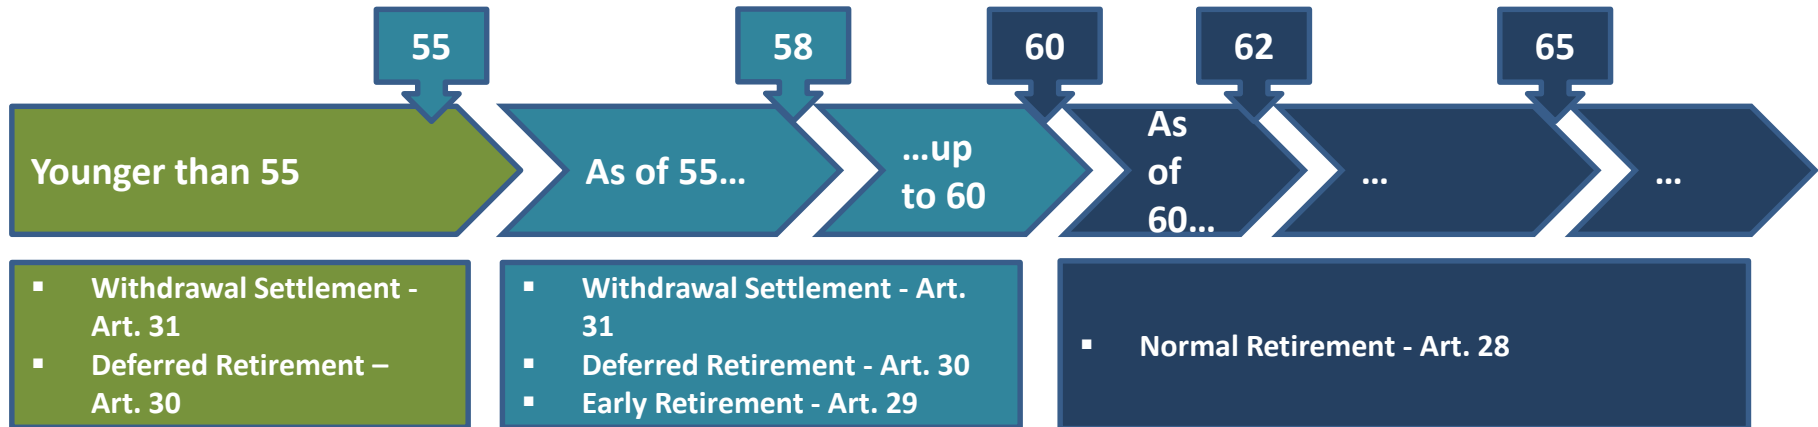 55
58
60
62
65
Younger than 55
As of 55...
...up
to 60
As
of
60...
...
...
▪ Withdrawal Settlement -
Art. 31
▪ Deferred Retirement –
Art. 30
▪ Withdrawal Settlement - Art.
31
▪ Deferred Retirement - Art. 30
▪ Early Retirement - Art. 29
▪ Normal Retirement - Art. 28